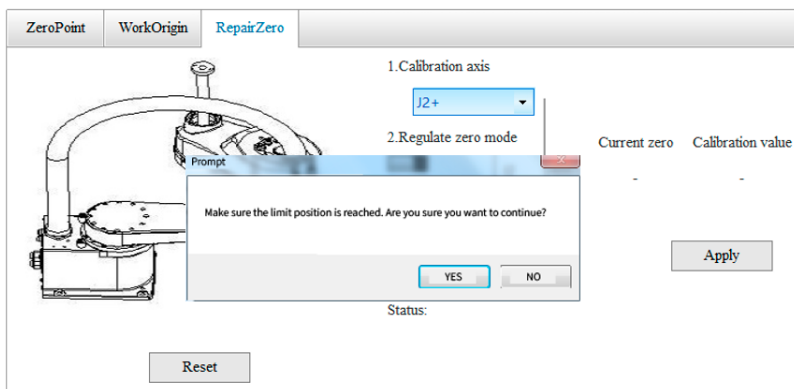 ZeroPoint WorkOrigin RepairZero
1.Calibration axis
J2+
2.Regulate zero mode
Current zero Calibration value
- -
Prompt
Make sure the limit position is reached. Are you sure you want to continue?
YES NO
Apply
Status:
Reset